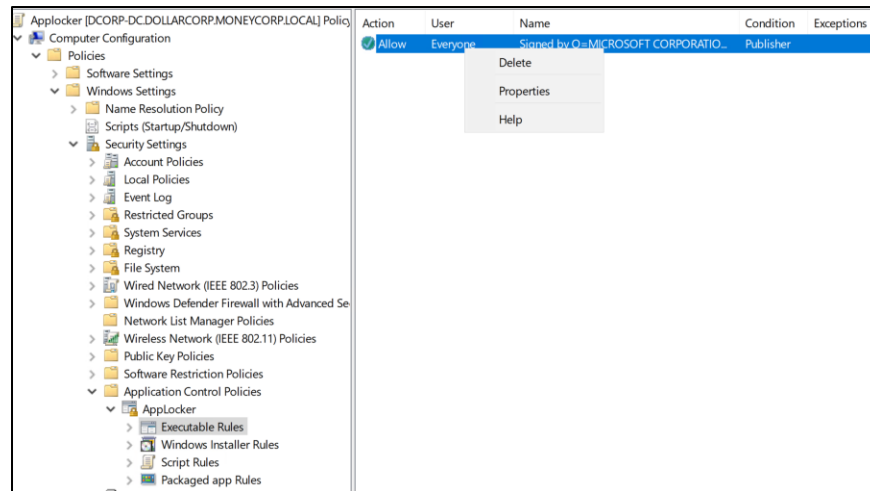 Applocker [DCORP-DC.DOLLARCORP.MONEYCORP.LOCAL] Policy
Computer Configuration
Policies
Software Settings
Windows Settings
Name Resolution Policy
Scripts (Startup/Shutdown)
Security Settings
Account Policies
Local Policies
Event Log
Restricted Groups
System Services
Registry
File System
Wired Network (IEEE 802.3) Policies
Windows Defender Firewall with Advanced Se
Network List Manager Policies
Wireless Network (IEEE 802.11) Policies
Public Key Policies
Software Restriction Policies
Application Control Policies
AppLocker
Executable Rules
Windows Installer Rules
Script Rules
Packaged app Rules
Action User Name Condition Exceptions
Allow Everyone Signed by O=MICROSOFT CORPORATIO... Publisher
Delete
Properties
Help